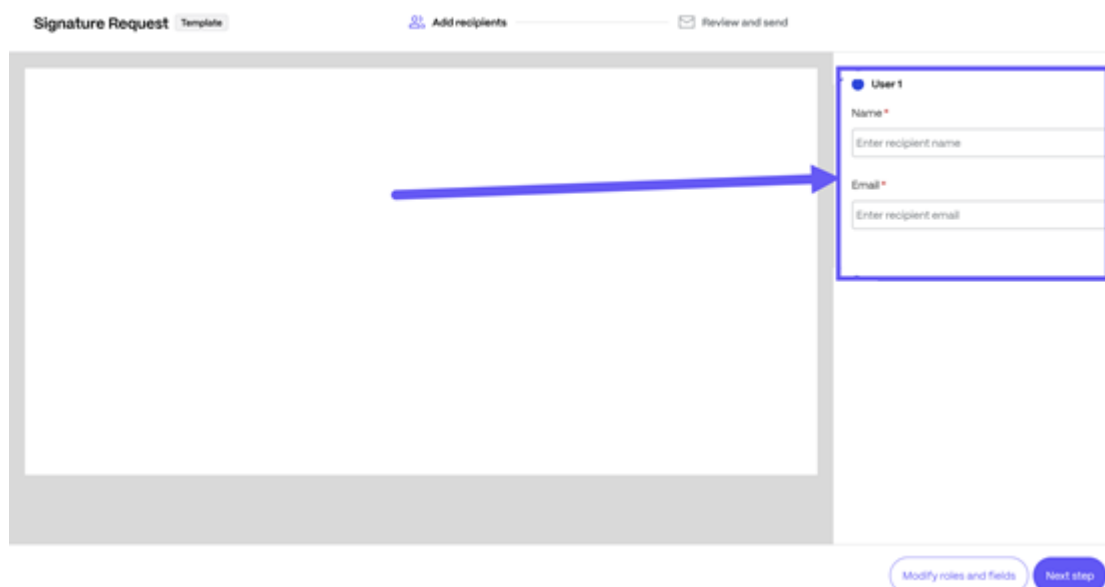 Signature Request Template
Add recipients
Review and send
User 1
Name *
Enter recipient name
Email *
Enter recipient email
Modify roles and fields
Next step